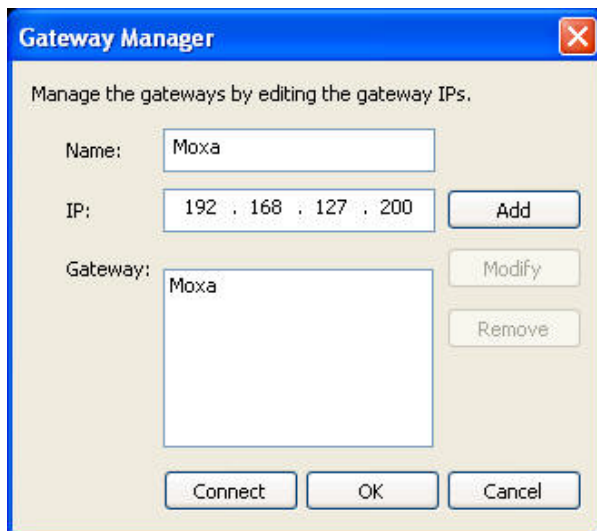 Gateway Manager
Manage the gateways by editing the gateway IPs.
Name: Moxa
IP: 192 . 168 . 127 . 200 Add
Gateway: Modify
Moxa
Remove
Connect OK Cancel